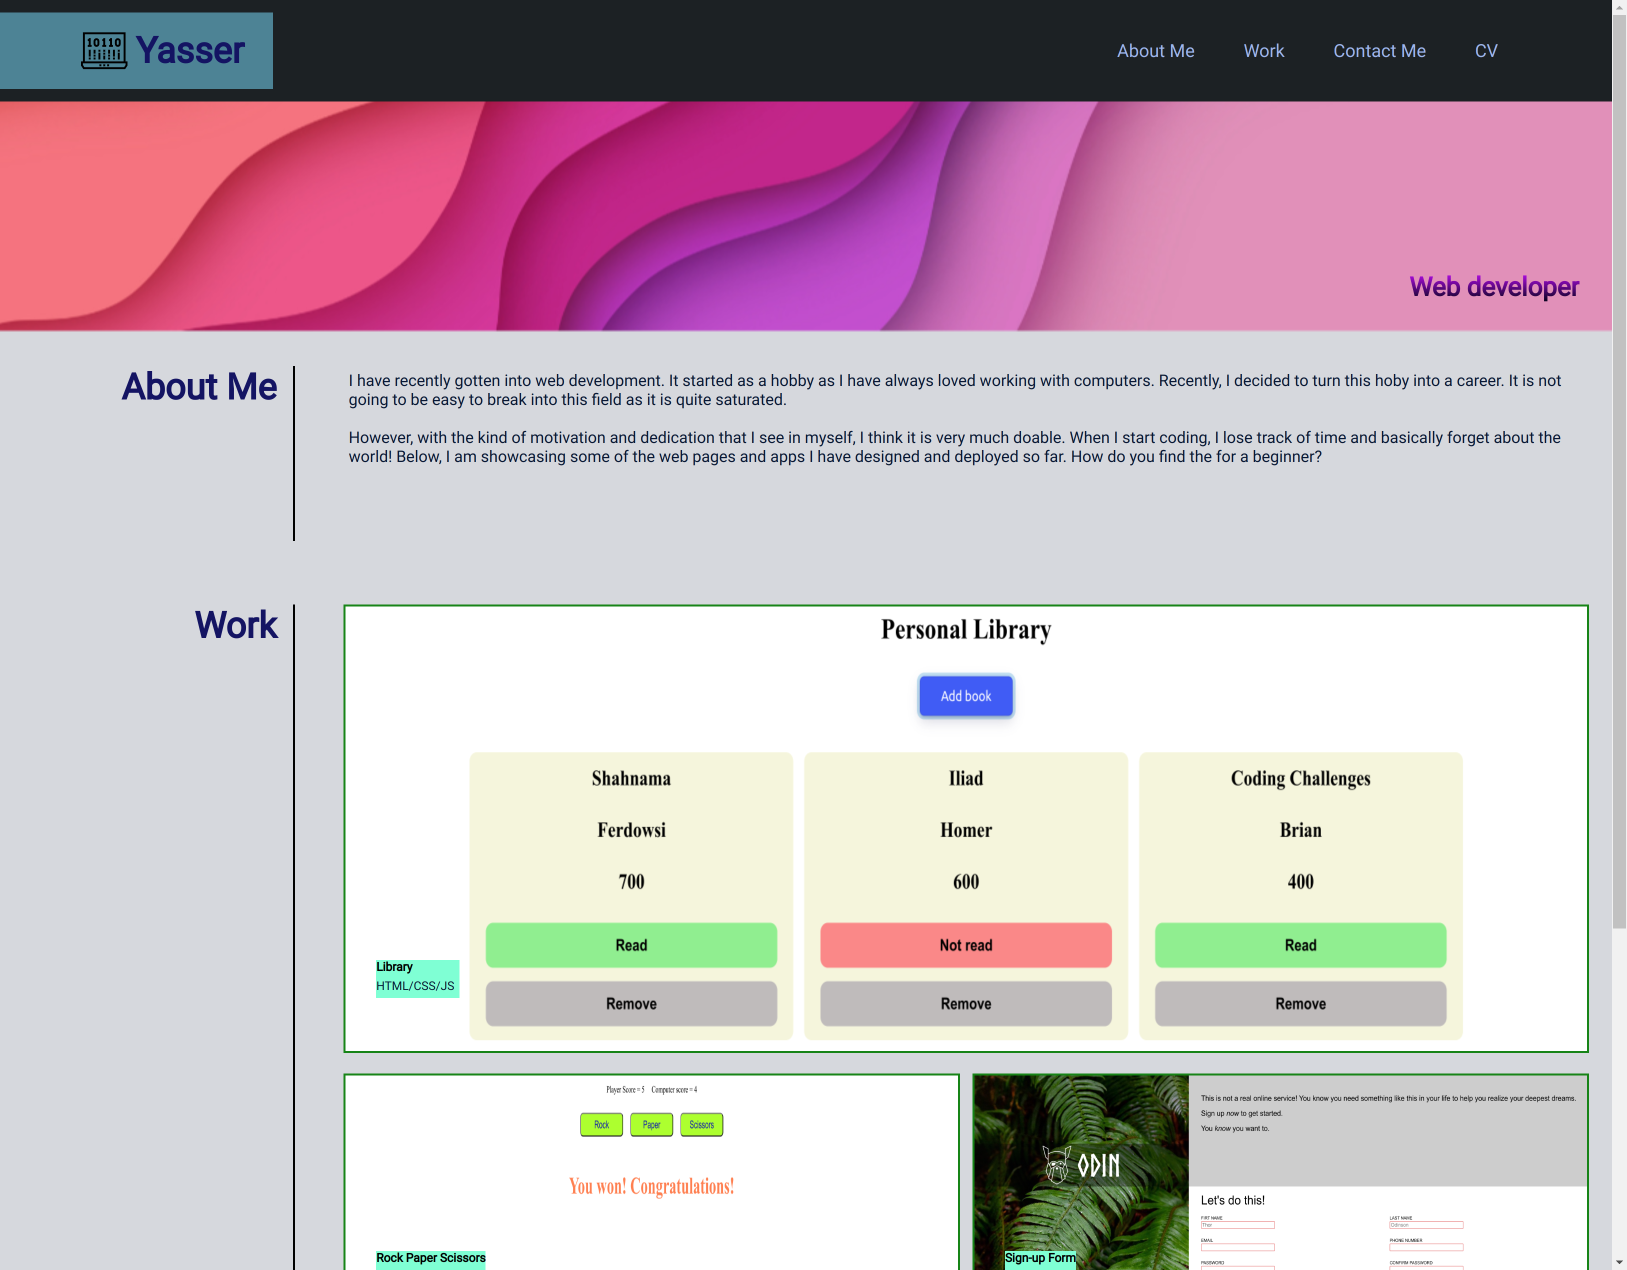 10110
Yasser
About Me
Work
Contact Me
CV
Web developer
About Me
I have recently gotten into web development. It started as a hobby as I have always loved working with computers. Recently, I decided to turn this hoby into a career. It is not
going to be easy to break into this field as it is quite saturated.
However, with the kind of motivation and dedication that I see in myself, I think it is very much doable. When I start coding, I lose track of time and basically forget about the
world! Below, I am showcasing some of the web pages and apps I have designed and deployed so far. How do you find the for a beginner?
Work
Personal Library
Add book
Shahnama
Ferdowsi
700
Read
Remove
Iliad
Homer
600
Not read
Remove
Coding Challenges
Brian
400
Read
Remove
Library
HTML/CSS/JS
Player Score = 5 Computer score = 4
Rock
Paper
Scissors
You won! Congratulations!
Rock Paper Scissors
ODIN
This is not a real online service! You know you need something like this in your life to help you realize your deepest dreams.
Sign up now to get started.
You know you want to.
Let's do this!
FIRST NAME
Thor
LAST NAME
Odinson
EMAIL
PHONE NUMBER
PASSWORD
CONFIRM PASSWORD
Sign-up Form